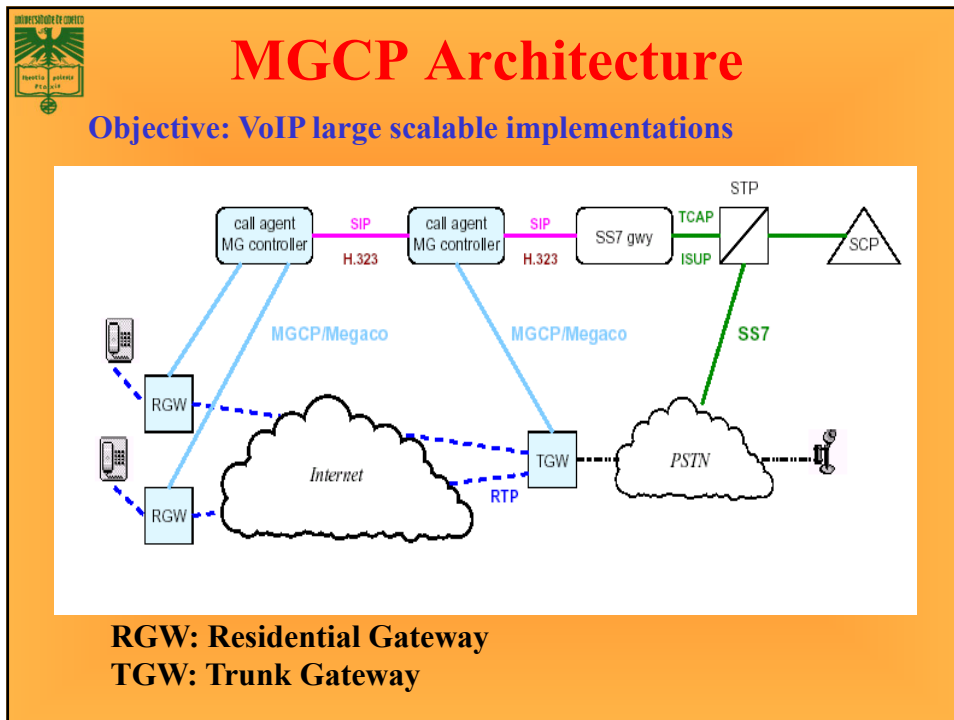 MGCP Architecture
Objective: VoIP large scalable implementations
STP
call agent
MG controller
SIP
H.323
call agent
MG controller
SIP
H.323
SS7 gwy
TCAP
ISUP
SCP
MGCP/Megaco
MGCP/Megaco
SS7
RGW
Internet
TGW
PSTN
RTP
RGW
RGW: Residential Gateway
TGW: Trunk Gateway